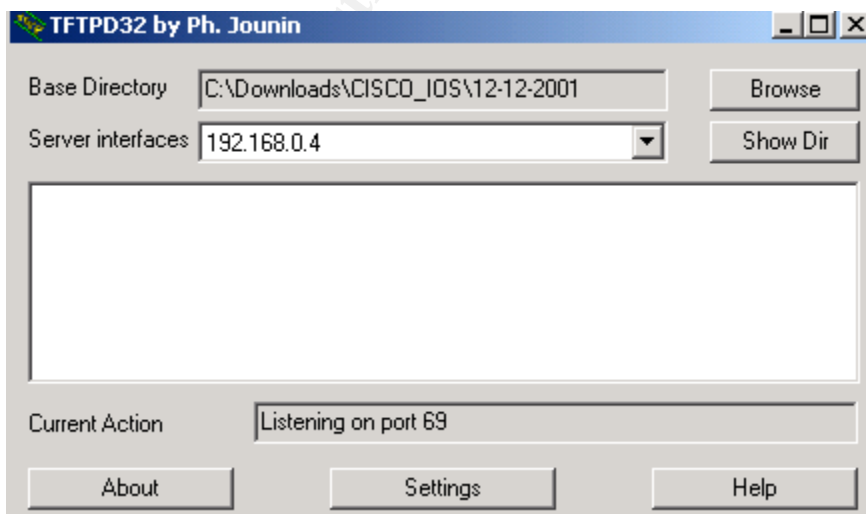 TFTPD32 by Ph. Jounin
Base Directory C:\Downloads\CISCO_IOS\12-12-2001 Browse
Server interfaces 192.168.0.4 Show Dir
Current Action Listening on port 69
About Settings Help